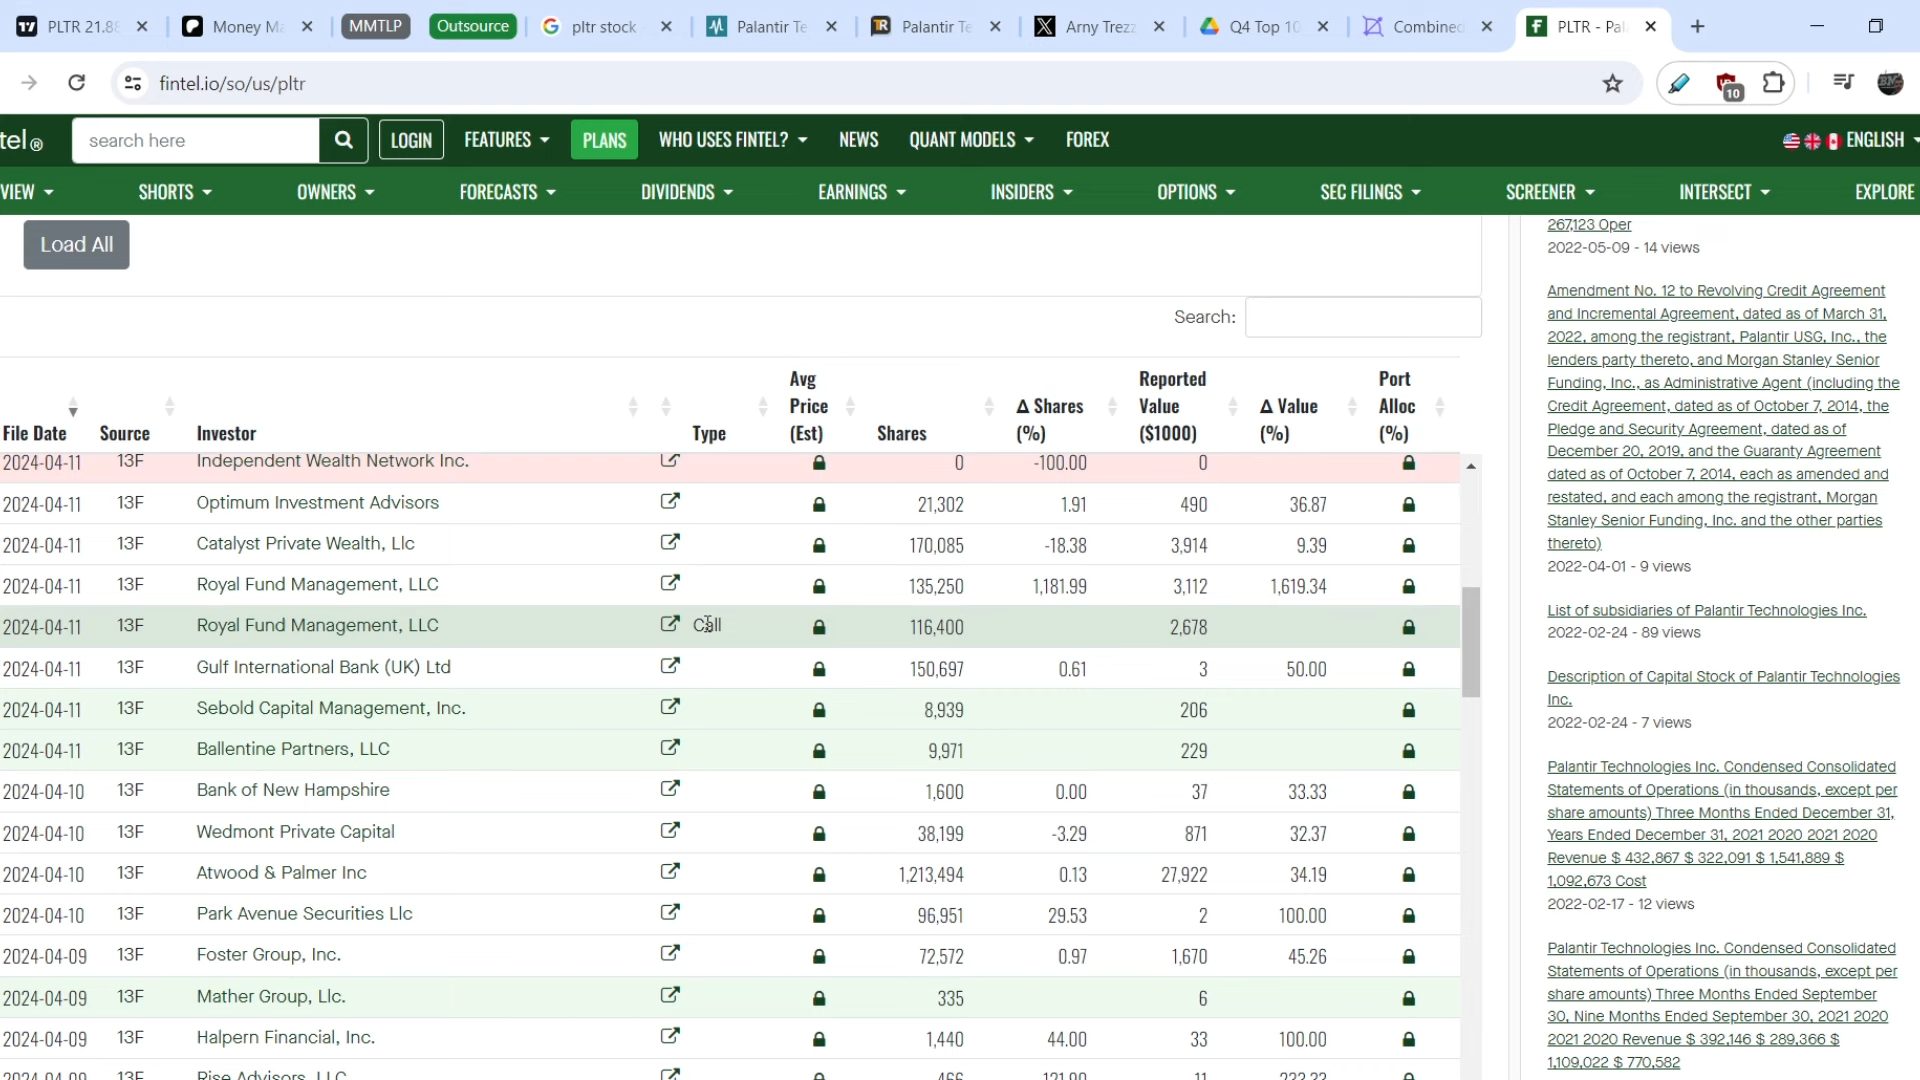 PLTR 21.8
Money Ma
MMTLP
Outsource
pltr stock
Palantir Te
Palantir Te
Arny Trezz
Q4 Top 10
Combined
PLTR - Pal
fintel.io/so/us/pltr
10
tel®
search here
LOGIN
FEATURES
PLANS
WHO USES FINTEL?
NEWS
QUANT MODELS
FOREX
ENGLISH
VIEW
SHORTS
OWNERS
FORECASTS
DIVIDENDS
EARNINGS
INSIDERS
OPTIONS
SEC FILINGS
SCREENER
INTERSECT
EXPLORE
Load All
Search:
File Date Source Investor Type Avg Price (Est) Shares Δ Shares (%) Reported Value ($1000) Δ Value (%) Port Alloc (%)
2024-04-11 13F Independent Wealth Network Inc. 0 -100.00 0
2024-04-11 13F Optimum Investment Advisors 21,302 1.91 490 36.87
2024-04-11 13F Catalyst Private Wealth, Llc 170,085 -18.38 3,914 9.39
2024-04-11 13F Royal Fund Management, LLC 135,250 1,181.99 3,112 1,619.34
2024-04-11 13F Royal Fund Management, LLC Call 116,400 2,678
2024-04-11 13F Gulf International Bank (UK) Ltd 150,697 0.61 3 50.00
2024-04-11 13F Sebold Capital Management, Inc. 8,939 206
2024-04-11 13F Ballentine Partners, LLC 9,971 229
2024-04-10 13F Bank of New Hampshire 1,600 0.00 37 33.33
2024-04-10 13F Wedmont Private Capital 38,199 -3.29 871 32.37
2024-04-10 13F Atwood & Palmer Inc 1,213,494 0.13 27,922 34.19
2024-04-10 13F Park Avenue Securities Llc 96,951 29.53 2 100.00
2024-04-09 13F Foster Group, Inc. 72,572 0.97 1,670 45.26
2024-04-09 13F Mather Group, Llc. 335 6
2024-04-09 13F Halpern Financial, Inc. 1,440 44.00 33 100.00
2024-04-09 13F Rise Advisors, LLC 466 121.90 11
267,123 Oper
2022-05-09 - 14 views
Amendment No. 12 to Revolving Credit Agreement
and Incremental Agreement, dated as of March 31,
2022, among the registrant, Palantir USG, Inc., the
lenders party thereto, and Morgan Stanley Senior
Funding, Inc., as Administrative Agent (including the
Credit Agreement, dated as of October 7, 2014, the
Pledge and Security Agreement, dated as of
December 20, 2019, and the Guaranty Agreement
dated as of October 7, 2014, each as amended and
restated, and each among the registrant, Morgan
Stanley Senior Funding, Inc. and the other parties
thereto)
2022-04-01 - 9 views
List of subsidiaries of Palantir Technologies Inc.
2022-02-24 - 89 views
Description of Capital Stock of Palantir Technologies
Inc.
2022-02-24 - 7 views
Palantir Technologies Inc. Condensed Consolidated
Statements of Operations (in thousands, except per
share amounts) Three Months Ended December 31,
Years Ended December 31, 2021 2020 2021 2020
Revenue $ 432,867 $ 322,091 $ 1,541,889 $
1,092,673 Cost
2022-02-17 - 12 views
Palantir Technologies Inc. Condensed Consolidated
Statements of Operations (in thousands, except per
share amounts) Three Months Ended September
30, Nine Months Ended September 30, 2021 2020
2021 2020 Revenue $ 392,146 $ 289,366 $
1,109,022 $ 770,582